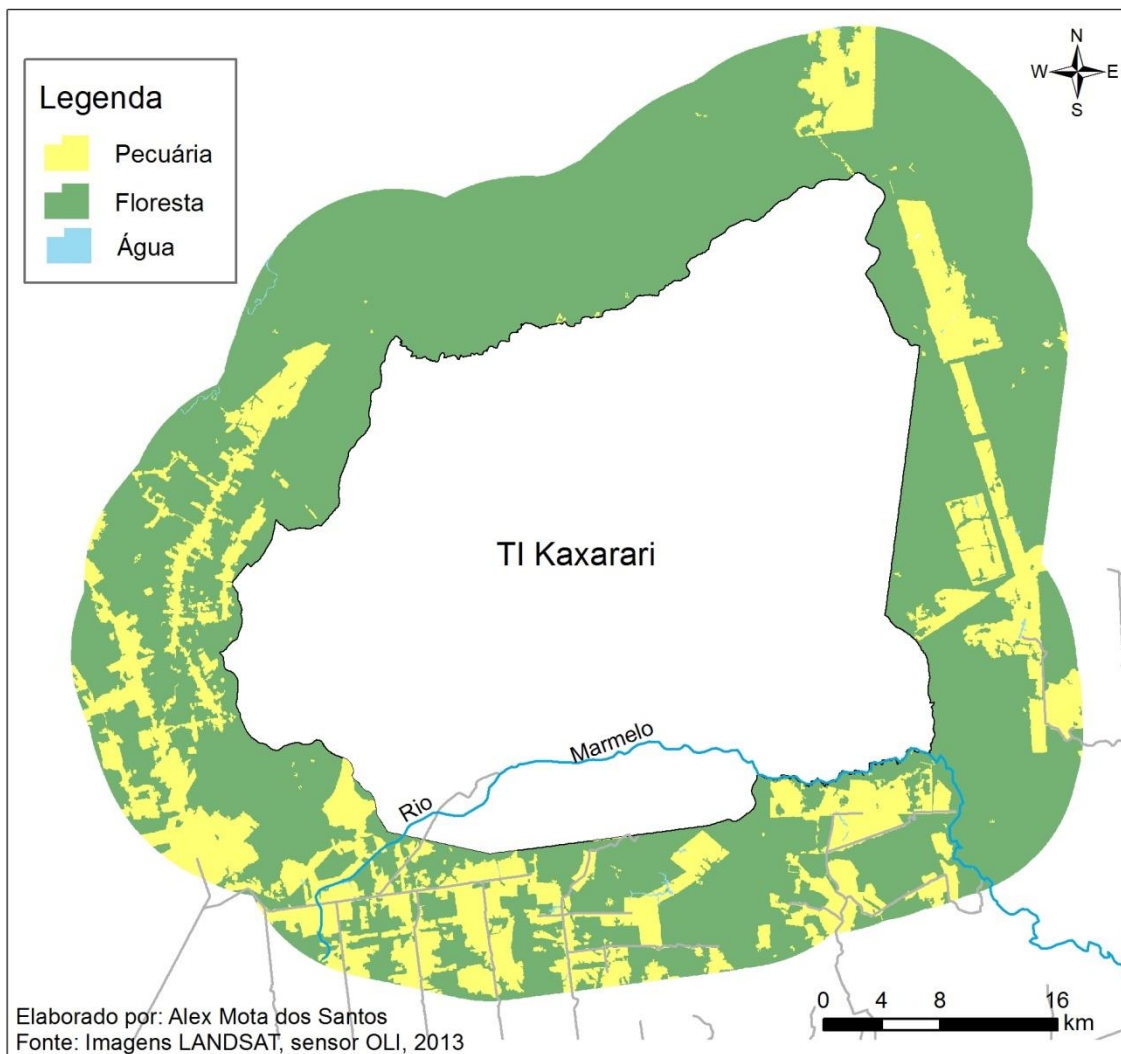 N
W E
S
Legenda
Pecuária
Floresta
Água
TI Kaxarari
Rio Marmelo
Elaborado por: Alex Mota dos Santos
Fonte: Imagens LANDSAT, sensor OLI, 2013
0 4 8 16
km